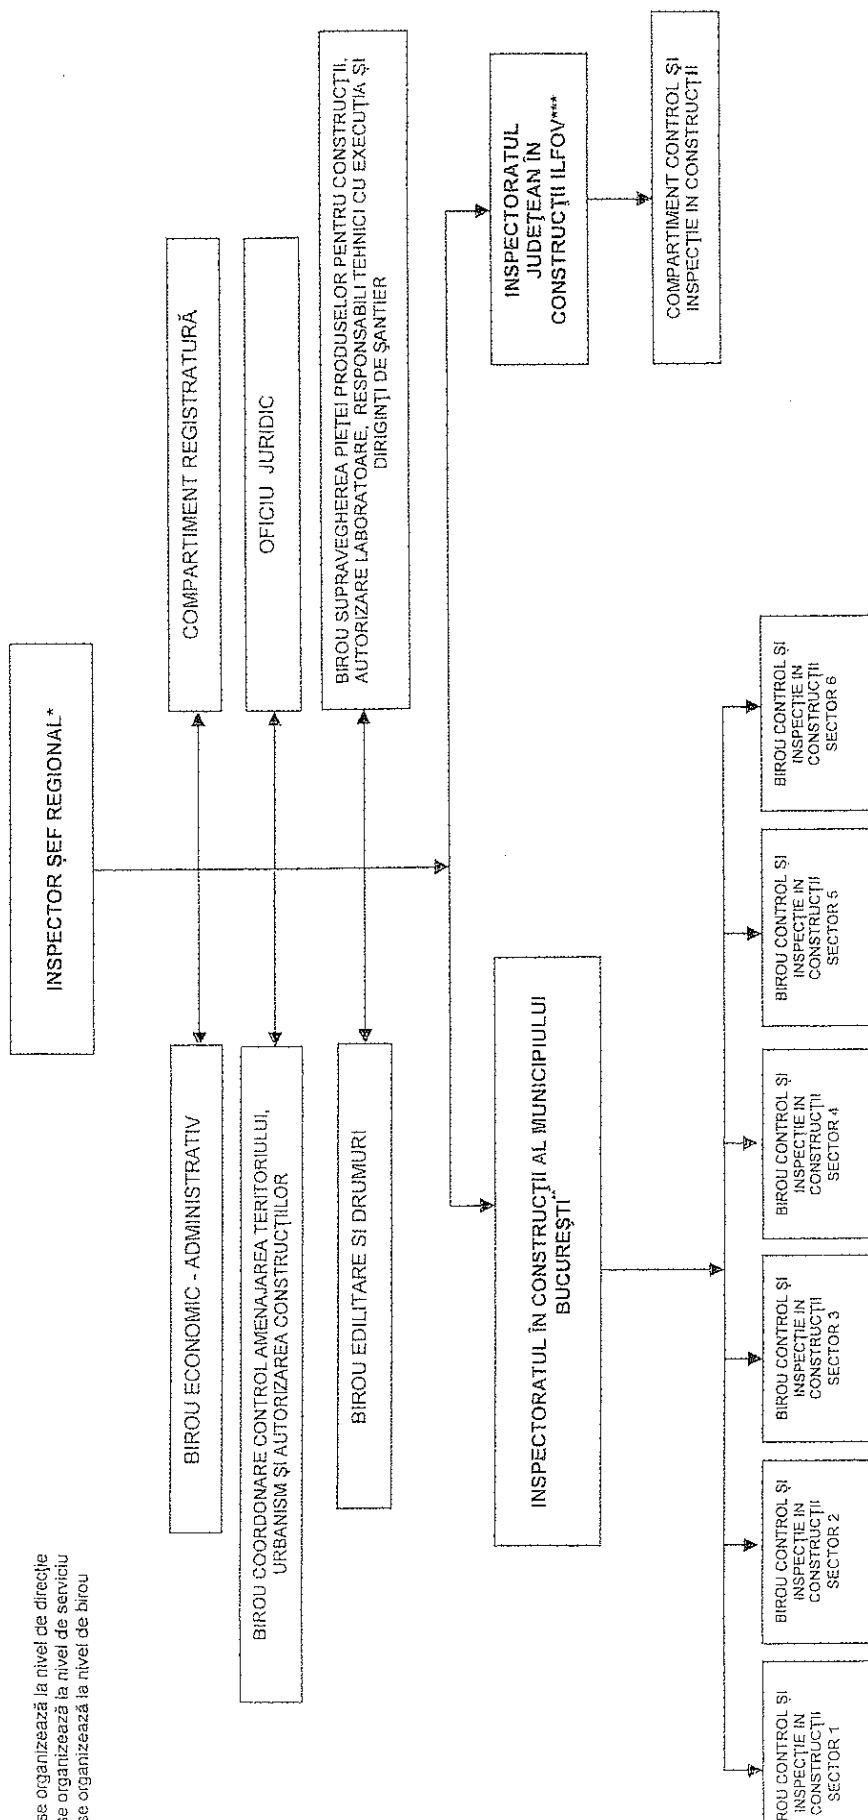 se organizează la nivel de direcție
se organizează la nivel de serviciu
se organizează la nivel de birou
INSPECTOR ȘEF REGIONAL*
BIROU ECONOMIC - ADMINISTRATIV
COMPARTIMENT REGISTRATURĂ
BIROU COORDONARE CONTROL AMENAJAREA TERITORIULUI,
URBANISM ȘI AUTORIZAREA CONSTRUCȚIILOR
OFICIU JURIDIC
BIROU EDILITARE SI DRUMURI
BIROU SUPRAVEGHEREA PIEȚEI PRODUSELOR PENTRU CONSTRUCȚII,
AUTORIZARE LABORATOARE, RESPONSABILI TEHNICI CU EXECUȚIA ȘI
DIRIGINȚI DE ȘANTIER
INSPECTORATUL ÎN CONSTRUCȚII AL MUNICIPIULUI
BUCUREȘTI**
INSPECTORATUL
JUDEȚEAN ÎN
CONSTRUCȚII ILFOV***
COMPARTIMENT CONTROL ȘI
INSPECȚIE IN CONSTRUCȚII
ROU CONTROL ȘI
INSPECȚIE IN
CONSTRUCȚII
SECTOR 1
BIROU CONTROL ȘI
INSPECȚIE IN
CONSTRUCȚII
SECTOR 2
BIROU CONTROL ȘI
INSPECȚIE IN
CONSTRUCȚII
SECTOR 3
BIROU CONTROL ȘI
INSPECȚIE IN
CONSTRUCȚII
SECTOR 4
BIROU CONTROL ȘI
INSPECȚIE IN
CONSTRUCȚII
SECTOR 5
BIROU CONTROL ȘI
INSPECȚIE IN
CONSTRUCȚII
SECTOR 6